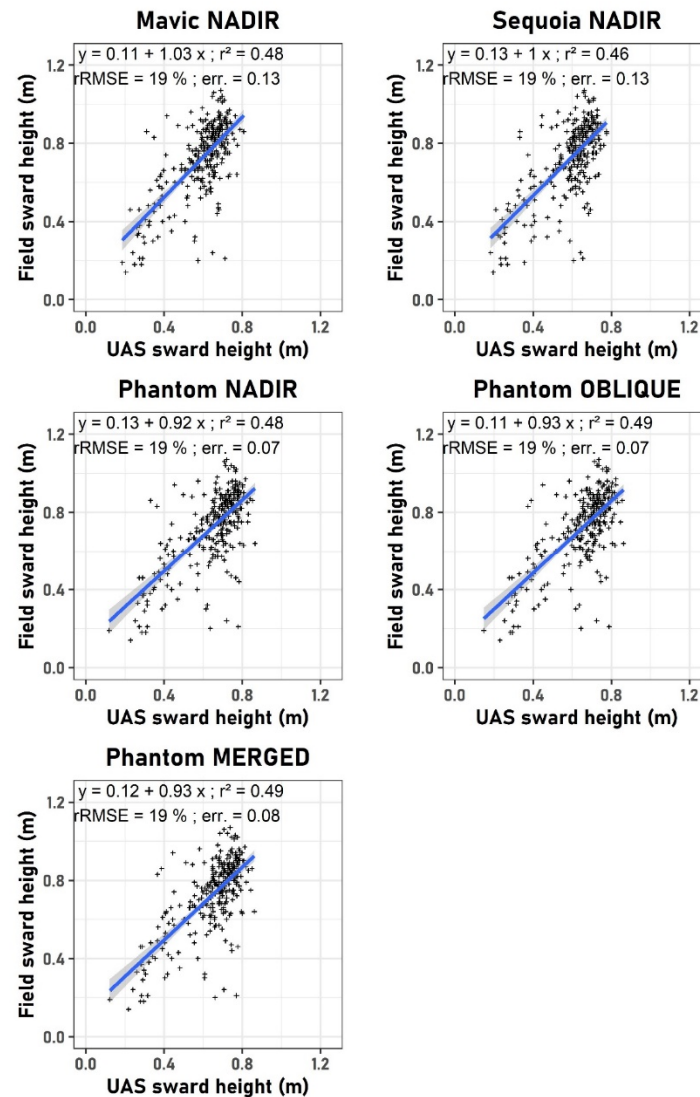 Mavic NADIR
y = 0.11 + 1.03 x ; r² = 0.48
rRMSE = 19 % ; err. = 0.13
1.2
0.8
0.4
0.0
Field sward height (m)
0.0 0.4 0.8 1.2
UAS sward height (m)
Sequoia NADIR
y = 0.13 + 1 x ; r² = 0.46
rRMSE = 19 % ; err. = 0.13
1.2
0.8
0.4
0.0
Field sward height (m)
0.0 0.4 0.8 1.2
UAS sward height (m)
Phantom NADIR
y = 0.13 + 0.92 x ; r² = 0.48
rRMSE = 19 % ; err. = 0.07
1.2
0.8
0.4
0.0
Field sward height (m)
0.0 0.4 0.8 1.2
UAS sward height (m)
Phantom OBLIQUE
y = 0.11 + 0.93 x ; r² = 0.49
rRMSE = 19 % ; err. = 0.07
1.2
0.8
0.4
0.0
Field sward height (m)
0.0 0.4 0.8 1.2
UAS sward height (m)
Phantom MERGED
y = 0.12 + 0.93 x ; r² = 0.49
rRMSE = 19 % ; err. = 0.08
1.2
0.8
0.4
0.0
Field sward height (m)
0.0 0.4 0.8 1.2
UAS sward height (m)